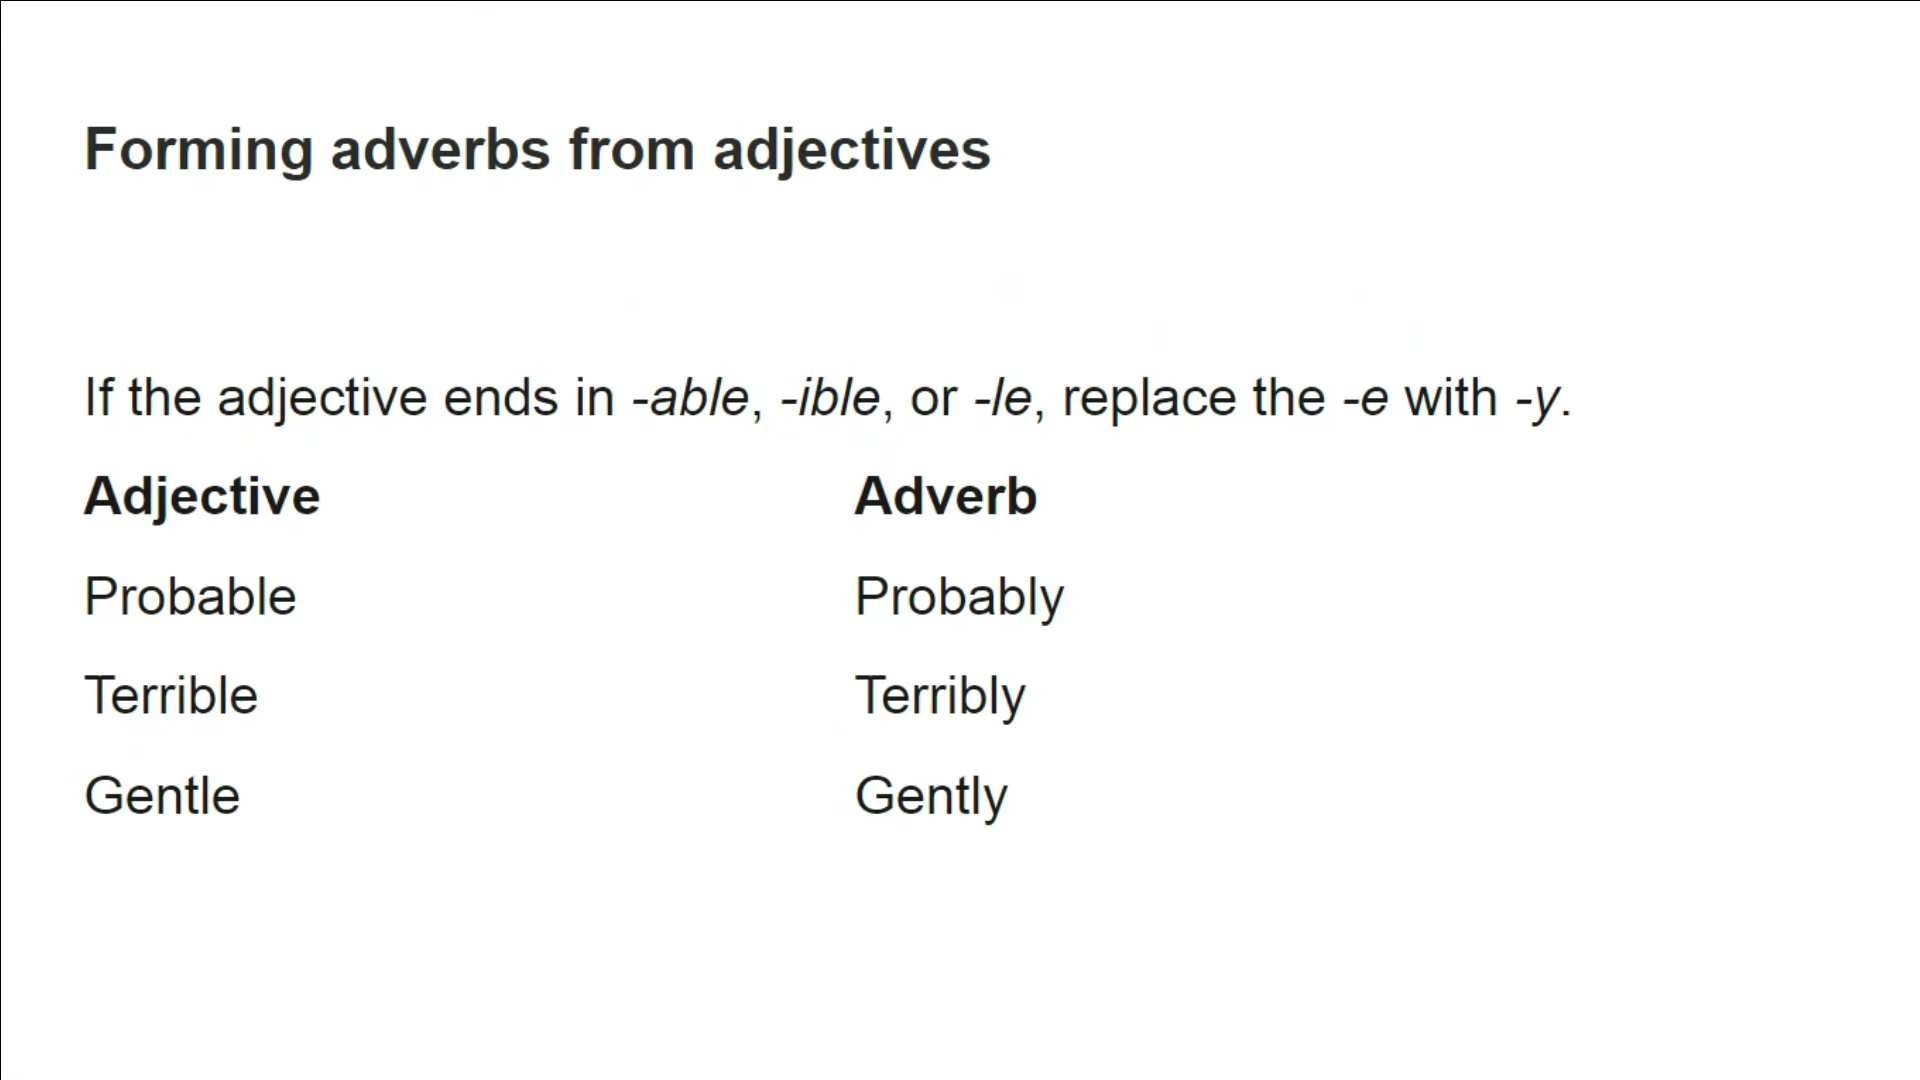 Forming adverbs from adjectives
If the adjective ends in -able, -ible, or -le, replace the -e with -y.
Adjective Adverb
Probable Probably
Terrible Terribly
Gentle Gently